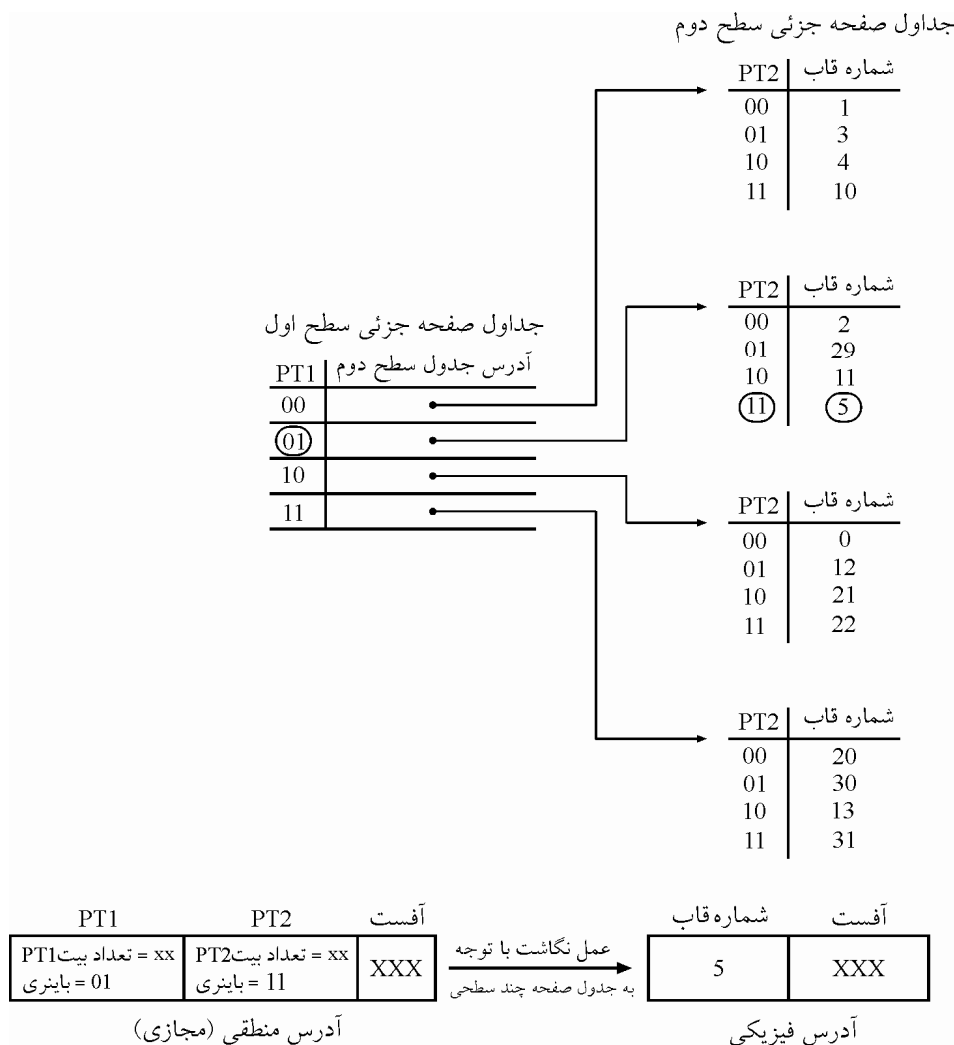 جداول صفحه جزئی سطح دوم
PT2 شماره قاب
00 1
01 3
10 4
11 10
PT2 شماره قاب
00 2
01 29
10 11
11 5
جداول صفحه جزئی سطح اول
PT1 آدرس جدول سطح دوم
00
01
10
11
PT2 شماره قاب
00 0
01 12
10 21
11 22
PT2 شماره قاب
00 20
01 30
10 13
11 31
PT1 PT2 آفست
xx = تعداد بیت PT1
01 = باینری
xx = تعداد بیت PT2
11 = باینری
XXX
آدرس منطقی (مجازی)
عمل نگاشت با توجه
به جدول صفحه چند سطحی
شماره قاب آفست
5 XXX
آدرس فیزیکی